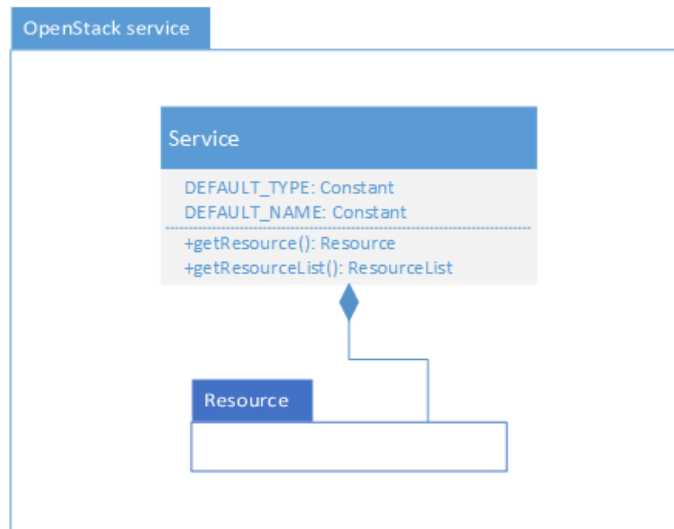 OpenStack service
Service
DEFAULT_TYPE: Constant
DEFAULT_NAME: Constant
+getResource(): Resource
+getResourceList(): ResourceList
Resource